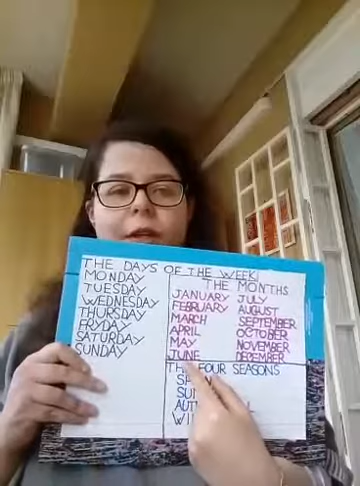 THE DAYS OF THE WEEK
MONDAY
TUESDAY
WEDNESDAY
THURSDAY
FRYDAY
SATURDAY
SUNDAY
THE MONTHS
JANUARY JULY
FEBRUARY AUGUST
MARCH SEPTEMBER
APRIL OCTOBER
MAY NOVEMBER
JUNE DECEMBER
THE FOUR SEASONS